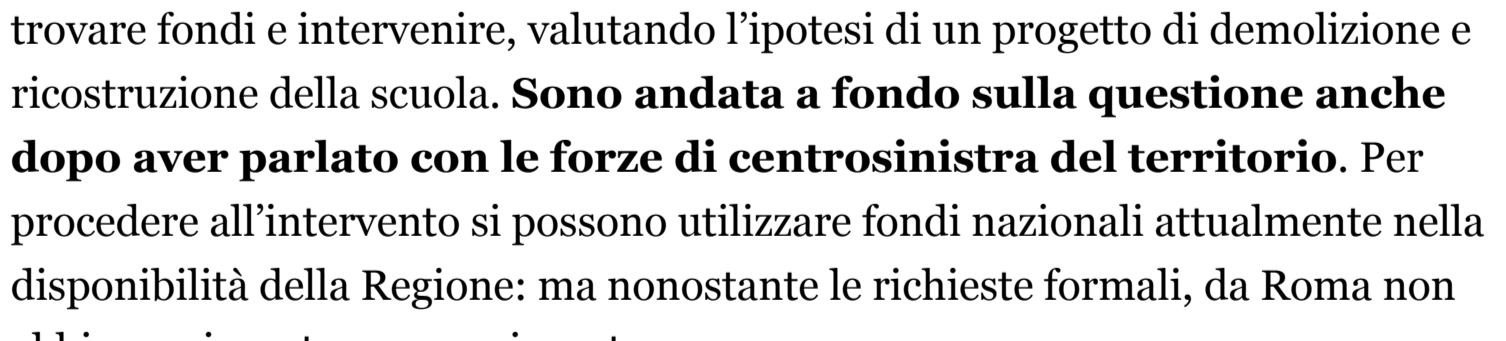 trovare fondi e intervenire, valutando l’ipotesi di un progetto di demolizione e
ricostruzione della scuola. Sono andata a fondo sulla questione anche
dopo aver parlato con le forze di centrosinistra del territorio. Per
procedere all’intervento si possono utilizzare fondi nazionali attualmente nella
disponibilità della Regione: ma nonostante le richieste formali, da Roma non